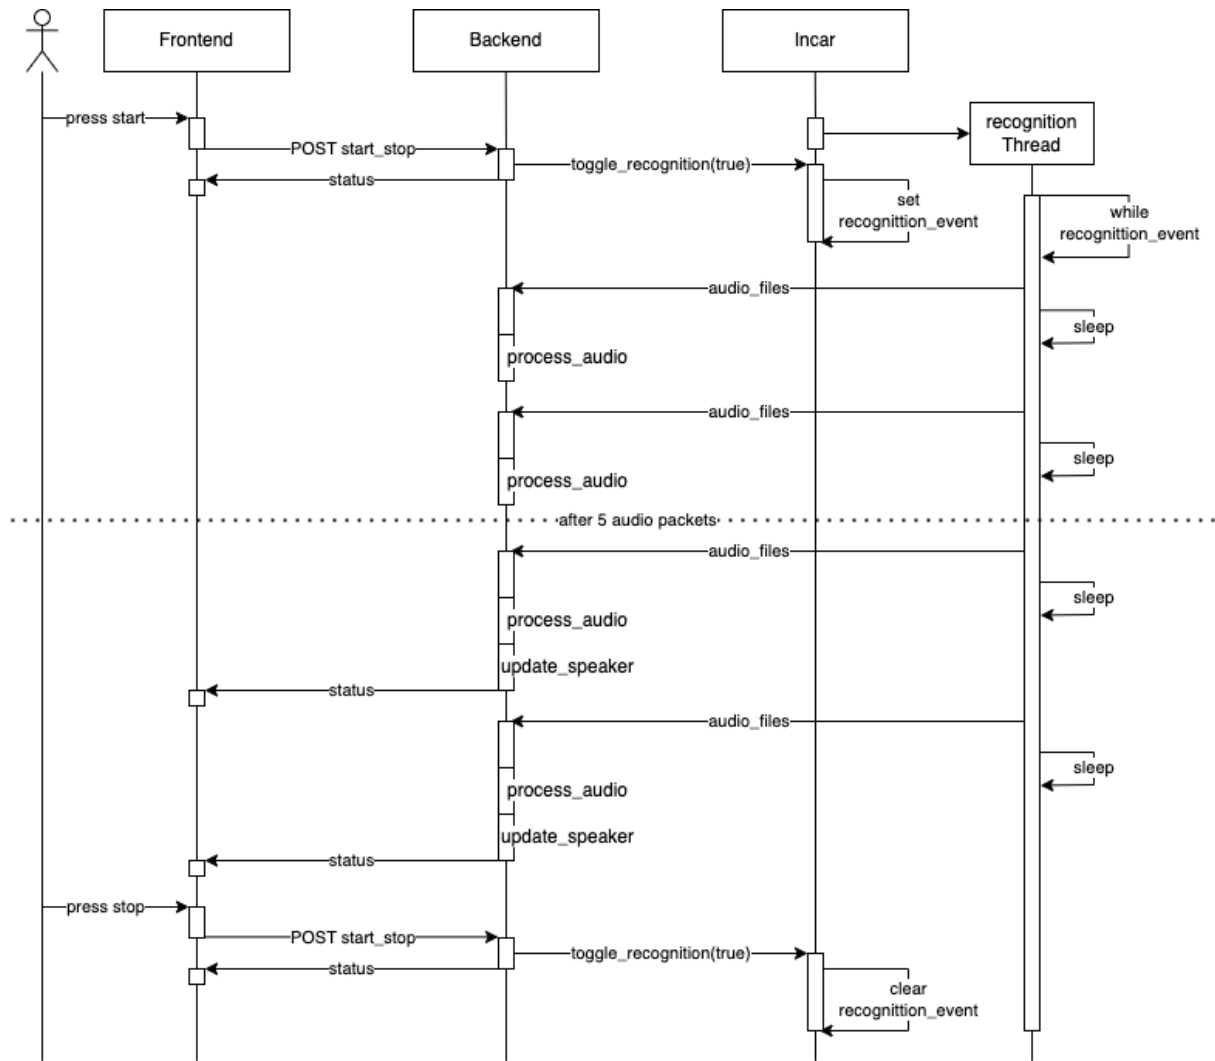 Frontend
Backend
Incar
recognition
Thread
press start
POST start_stop
toggle_recognition(true)
status
set
recognittion_event
while
recognittion_event
audio_files
sleep
process_audio
audio_files
sleep
process_audio
after 5 audio packets
audio_files
sleep
process_audio
update_speaker
status
audio_files
sleep
process_audio
update_speaker
status
press stop
POST start_stop
toggle_recognition(true)
status
clear
recognittion_event